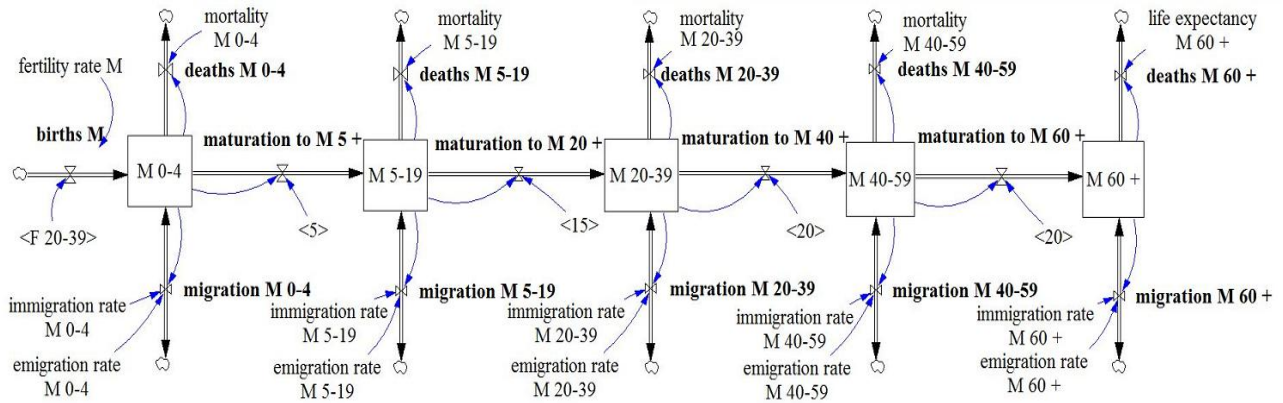 mortality
M 0-4
deaths M 0-4
fertility rate M
births M
M 0-4
<F 20-39>
maturation to M 5 +
<5>
migration M 0-4
immigration rate
M 0-4
emigration rate
M 0-4
mortality
M 5-19
deaths M 5-19
M 5-19
maturation to M 20 +
<15>
migration M 5-19
immigration rate
M 5-19
emigration rate
M 5-19
mortality
M 20-39
deaths M 20-39
M 20-39
maturation to M 40 +
<20>
migration M 20-39
immigration rate
M 20-39
emigration rate
M 20-39
mortality
M 40-59
deaths M 40-59
M 40-59
maturation to M 60 +
<20>
migration M 40-59
immigration rate
M 40-59
emigration rate
M 40-59
life expectancy
M 60 +
deaths M 60 +
M 60 +
migration M 60 +
immigration rate
M 60 +
emigration rate
M 60 +